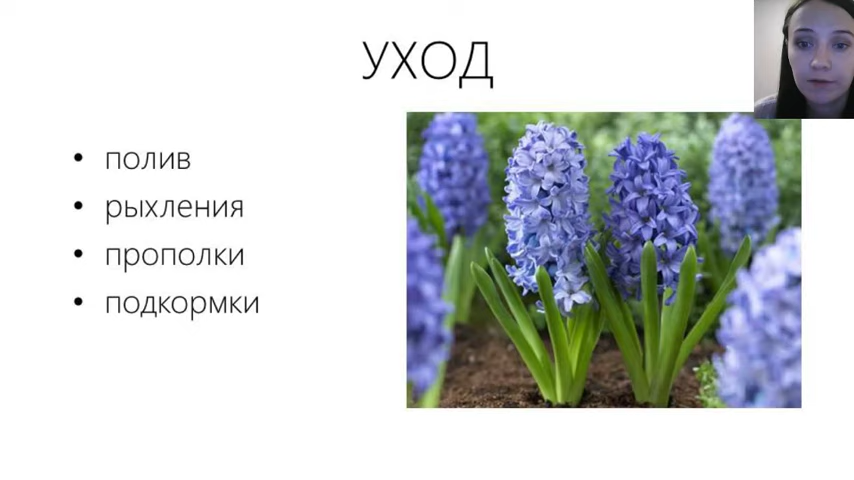 УХОД
• полив
• рыхления
• прополки
• подкормки